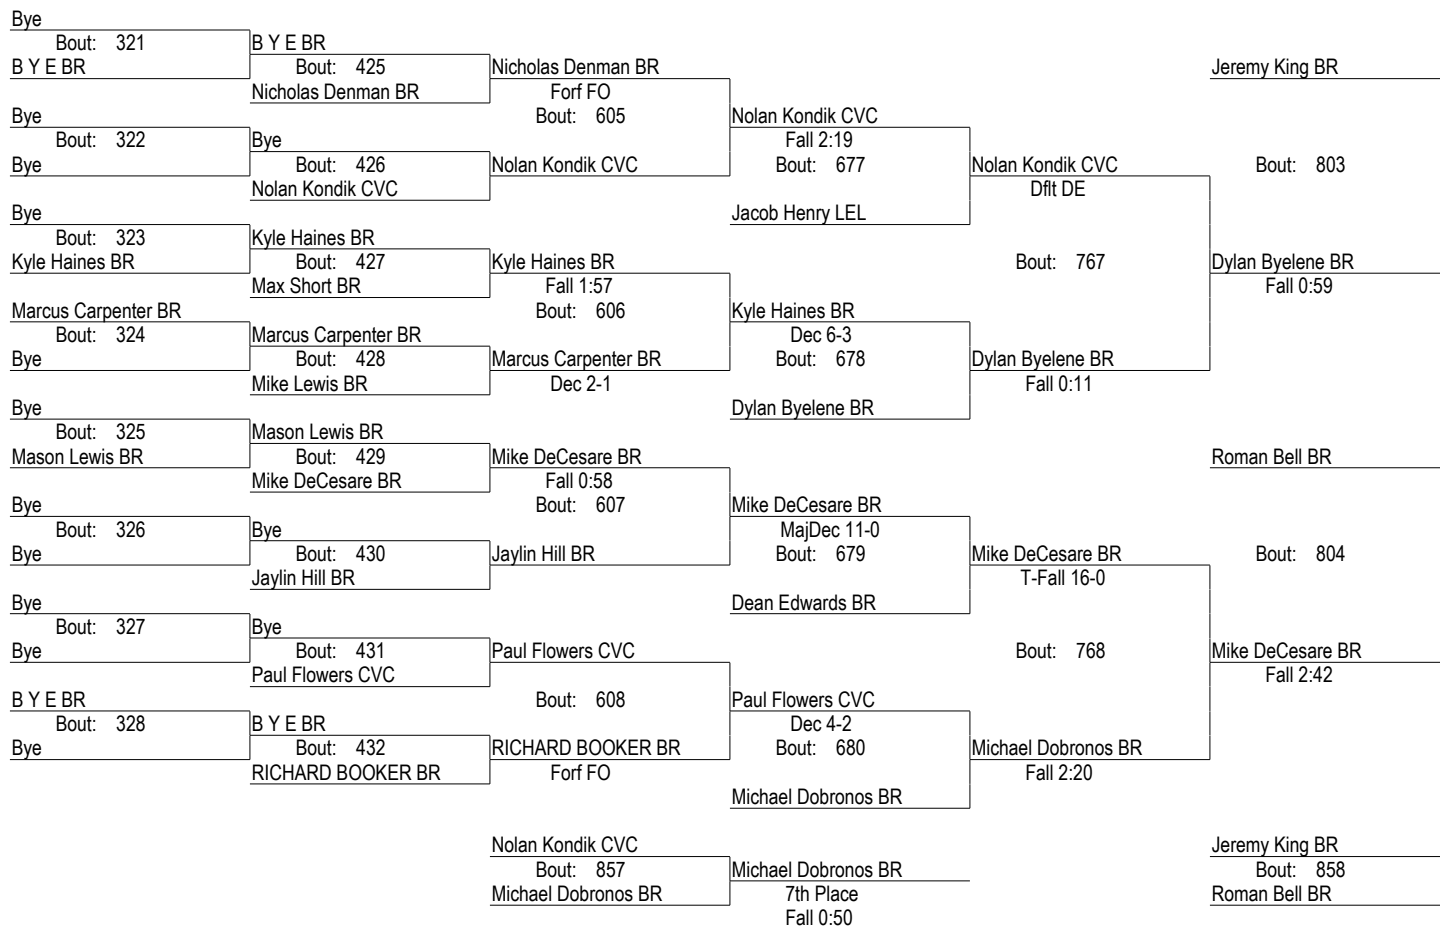 Bye
Bout: 321 B Y E BR
B Y E BR Bout: 425 Nicholas Denman BR Jeremy King BR
Nicholas Denman BR Forf FO
Bye Bout: 605 Nolan Kondik CVC
Bout: 322 Bye Fall 2:19
Bye Bout: 426 Nolan Kondik CVC Bout: 677 Nolan Kondik CVC Bout: 803
Nolan Kondik CVC Dflt DE
Bye Jacob Henry LEL
Bout: 323 Kyle Haines BR
Kyle Haines BR Bout: 427 Kyle Haines BR Bout: 767 Dylan Byelene BR
Max Short BR Fall 1:57 Fall 0:59
Marcus Carpenter BR Bout: 606 Kyle Haines BR
Bout: 324 Marcus Carpenter BR Dec 6-3
Bye Bout: 428 Marcus Carpenter BR Bout: 678 Dylan Byelene BR
Mike Lewis BR Dec 2-1 Fall 0:11
Bye Dylan Byelene BR
Bout: 325 Mason Lewis BR
Mason Lewis BR Bout: 429 Mike DeCesare BR Roman Bell BR
Mike DeCesare BR Fall 0:58
Bye Bout: 607 Mike DeCesare BR
Bout: 326 Bye MajDec 11-0
Bye Bout: 430 Jaylin Hill BR Bout: 679 Mike DeCesare BR Bout: 804
Jaylin Hill BR T-Fall 16-0
Bye Dean Edwards BR
Bout: 327 Bye
Bye Bout: 431 Paul Flowers CVC Bout: 768 Mike DeCesare BR
Paul Flowers CVC Fall 2:42
B Y E BR Bout: 608 Paul Flowers CVC
Bout: 328 B Y E BR Dec 4-2
Bye Bout: 432 RICHARD BOOKER BR Bout: 680 Michael Dobronos BR
RICHARD BOOKER BR Forf FO Fall 2:20
Michael Dobronos BR
Nolan Kondik CVC Jeremy King BR
Bout: 857 Michael Dobronos BR Bout: 858
Michael Dobronos BR 7th Place Roman Bell BR
Fall 0:50